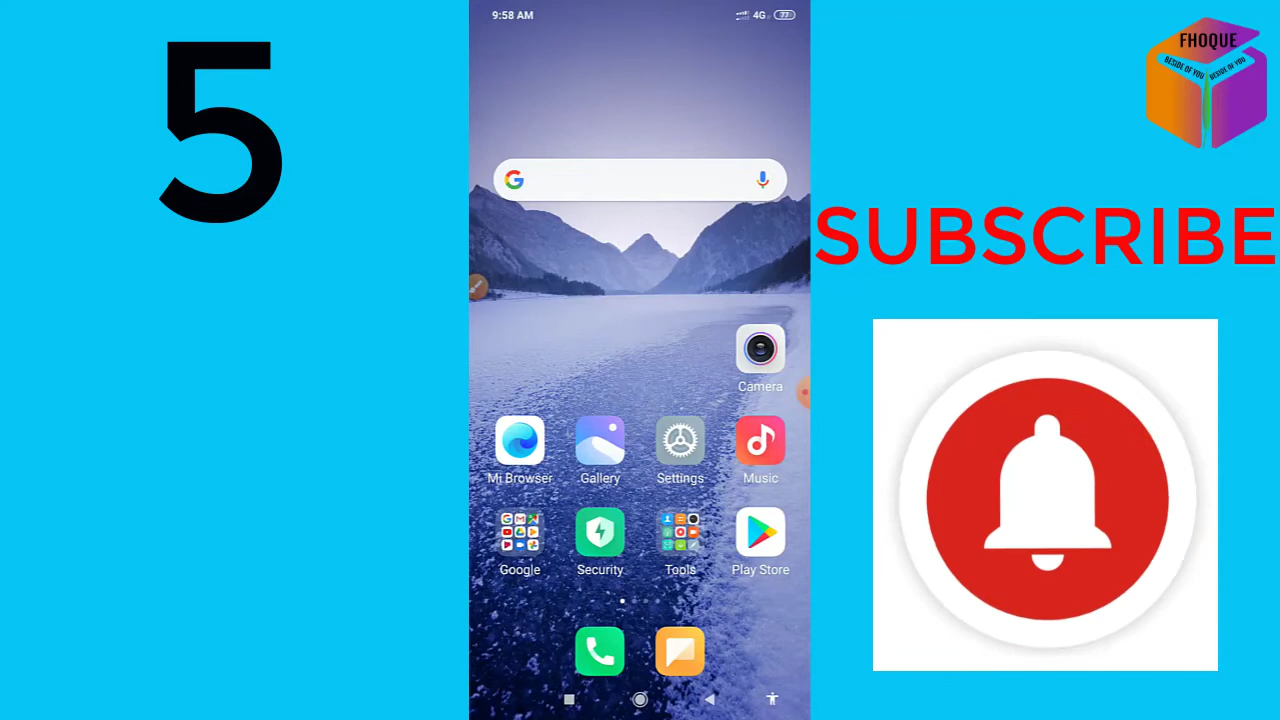 5
9:58 AM
4G
77
FHOQUE
BESIDE OF YOU
BESIDE OF YOU
SUBSCRIBE
Camera
Mi Browser
Gallery
Settings
Music
Google
Security
Tools
Play Store